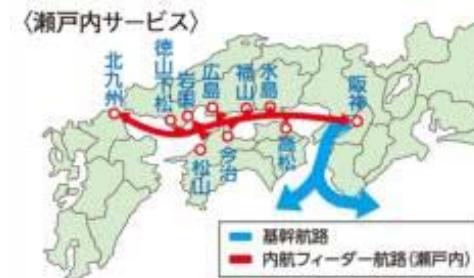 〈瀬戸内サービス〉
北九州
徳山下松
岩国
広島
福山
水島
阪神
松山
今治
高松
基幹航路
内航フィーダー航路(瀬戸内)